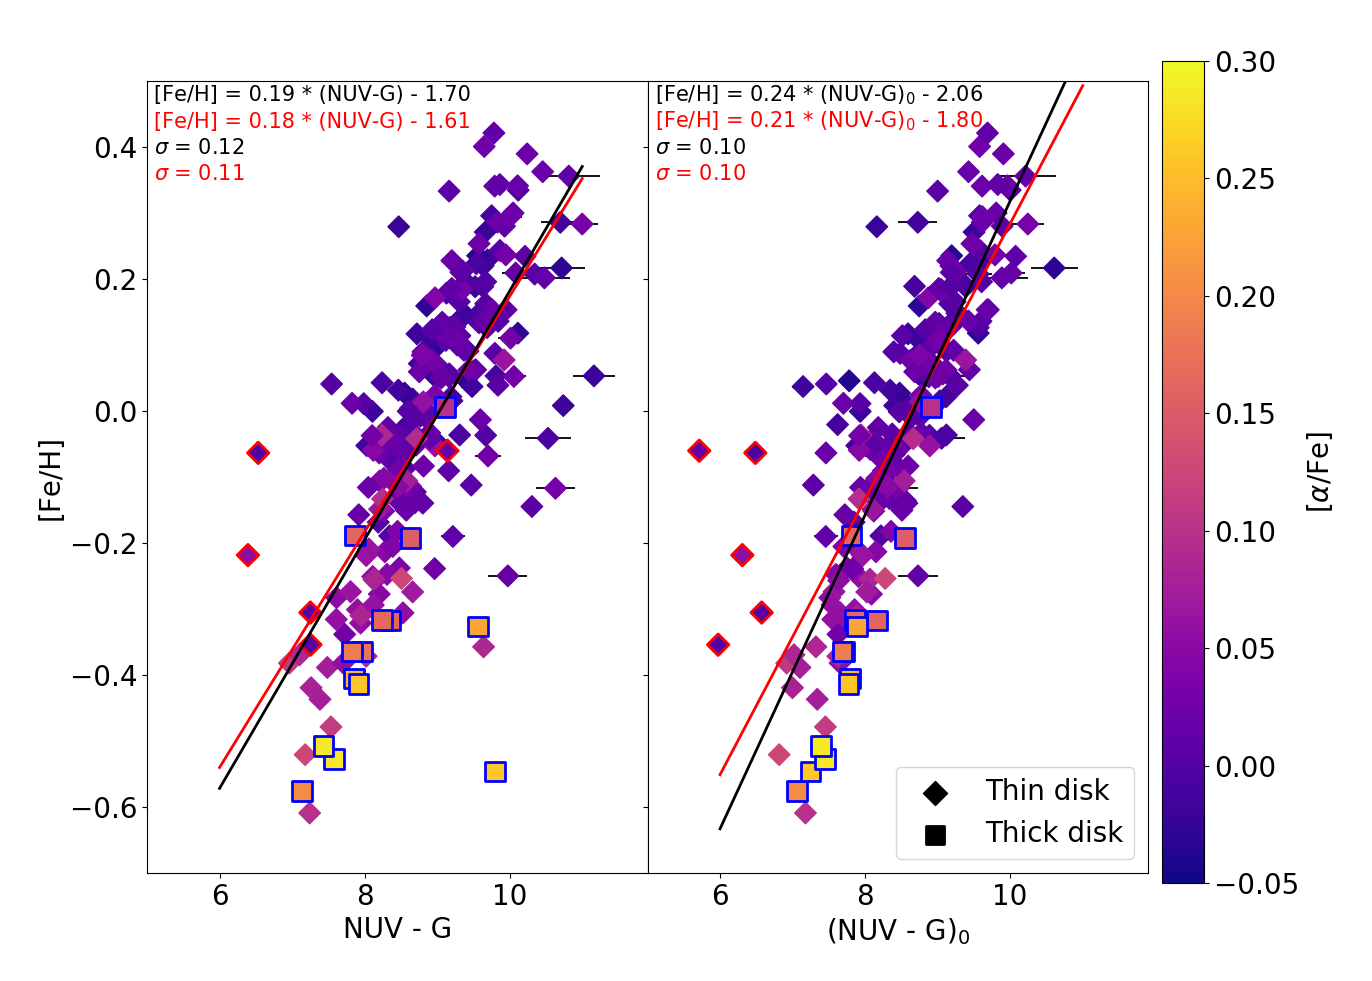 [Fe/H] = 0.19 * (NUV-G) - 1.70
[Fe/H] = 0.18 * (NUV-G) - 1.61
σ = 0.12
σ = 0.11
[Fe/H] = 0.24 * (NUV-G)₀ - 2.06
[Fe/H] = 0.21 * (NUV-G)₀ - 1.80
σ = 0.10
σ = 0.10
[Fe/H]
0.4
0.2
0.0
−0.2
−0.4
−0.6
6 8 10
NUV - G
6 8 10
(NUV - G)₀
Thin disk
Thick disk
0.30
0.25
0.20
0.15
0.10
0.05
0.00
−0.05
[α/Fe]